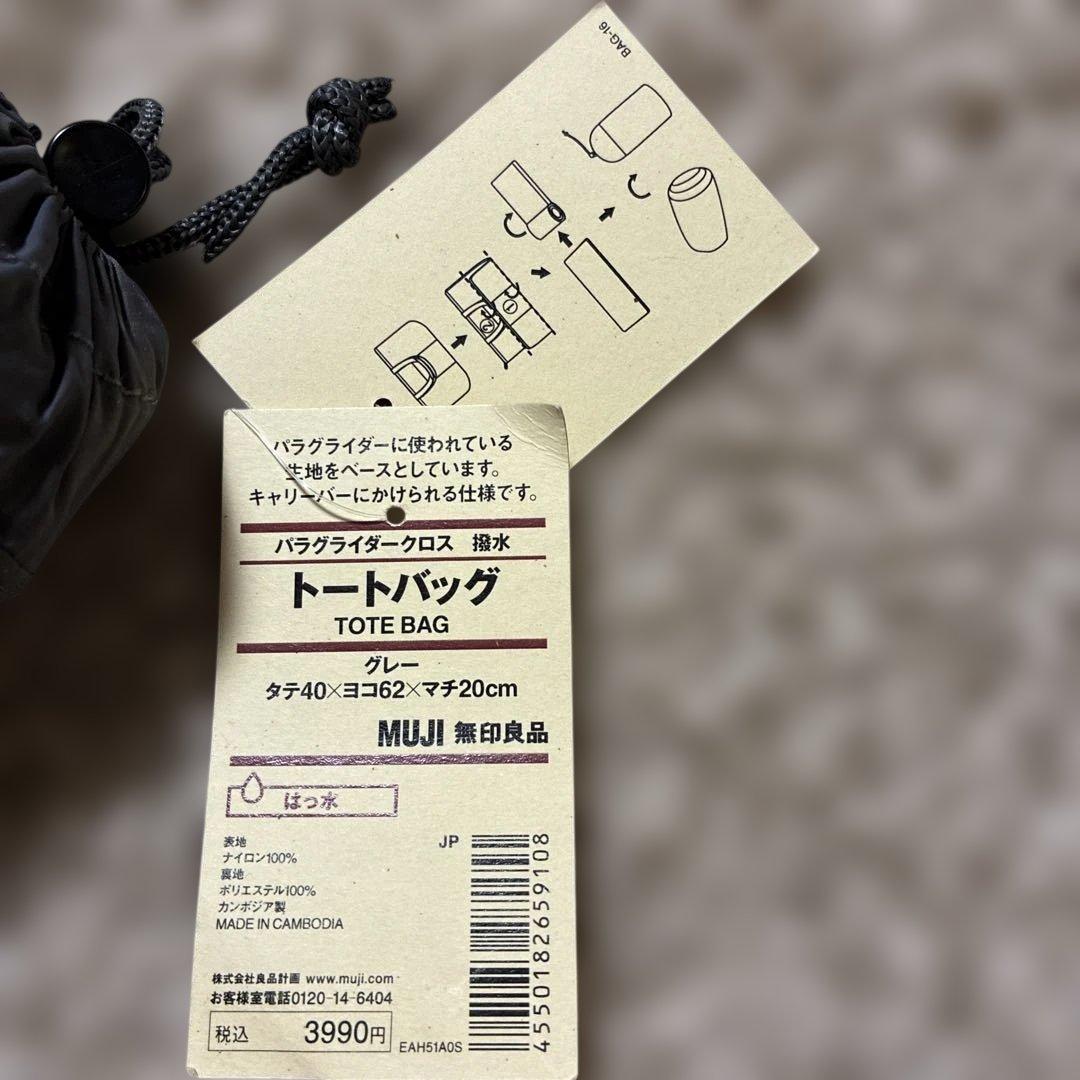 BAG-16
①
②
パラグライダーに使われている
生地をベースとしています。
キャリーバーにかけられる仕様です。
パラグライダークロス 撥水
トートバッグ
TOTE BAG
グレー
タテ40×ヨコ62×マチ20cm
MUJI 無印良品
はっ水
表地
ナイロン100%
裏地
ポリエステル100%
カンボジア製
MADE IN CAMBODIA
JP
4550182659108
株式会社良品計画 www.muji.com
お客様室電話0120-14-6404
税込 3990円
EAH51A0S